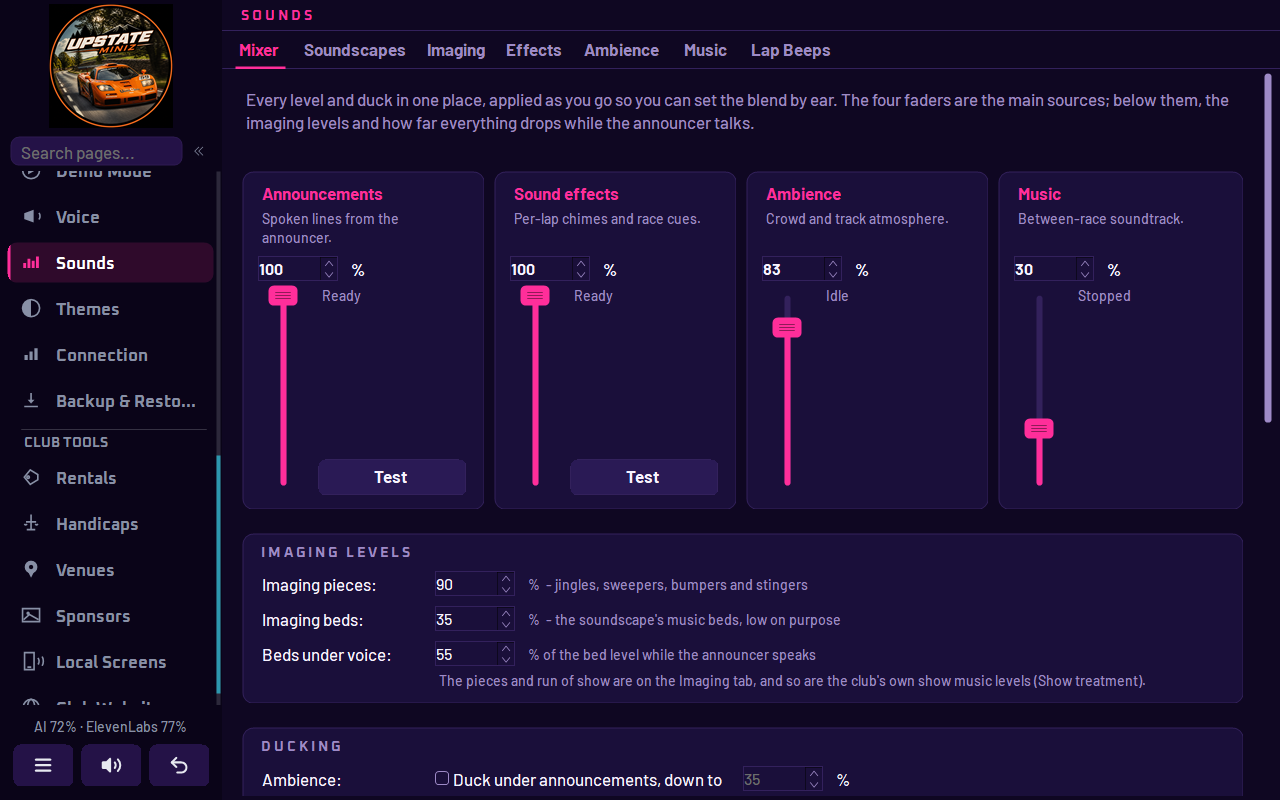 UPSTATE
MINIZ
Search pages...
«
Demo Mode
Voice
Sounds
Themes
Connection
Backup & Resto...
CLUB TOOLS
Rentals
Handicaps
Venues
Sponsors
Local Screens
AI 72% · ElevenLabs 77%
SOUNDS
Mixer Soundscapes Imaging Effects Ambience Music Lap Beeps
Every level and duck in one place, applied as you go so you can set the blend by ear. The four faders are the main sources; below them, the
imaging levels and how far everything drops while the announcer talks.
Announcements
Spoken lines from the
announcer.
100 %
Ready
Test
Sound effects
Per-lap chimes and race cues.
100 %
Ready
Test
Ambience
Crowd and track atmosphere.
83 %
Idle
Music
Between-race soundtrack.
30 %
Stopped
IMAGING LEVELS
Imaging pieces: 90 % - jingles, sweepers, bumpers and stingers
Imaging beds: 35 % - the soundscape's music beds, low on purpose
Beds under voice: 55 % of the bed level while the announcer speaks
The pieces and run of show are on the Imaging tab, and so are the club's own show music levels (Show treatment).
DUCKING
Ambience: Duck under announcements, down to 35 %